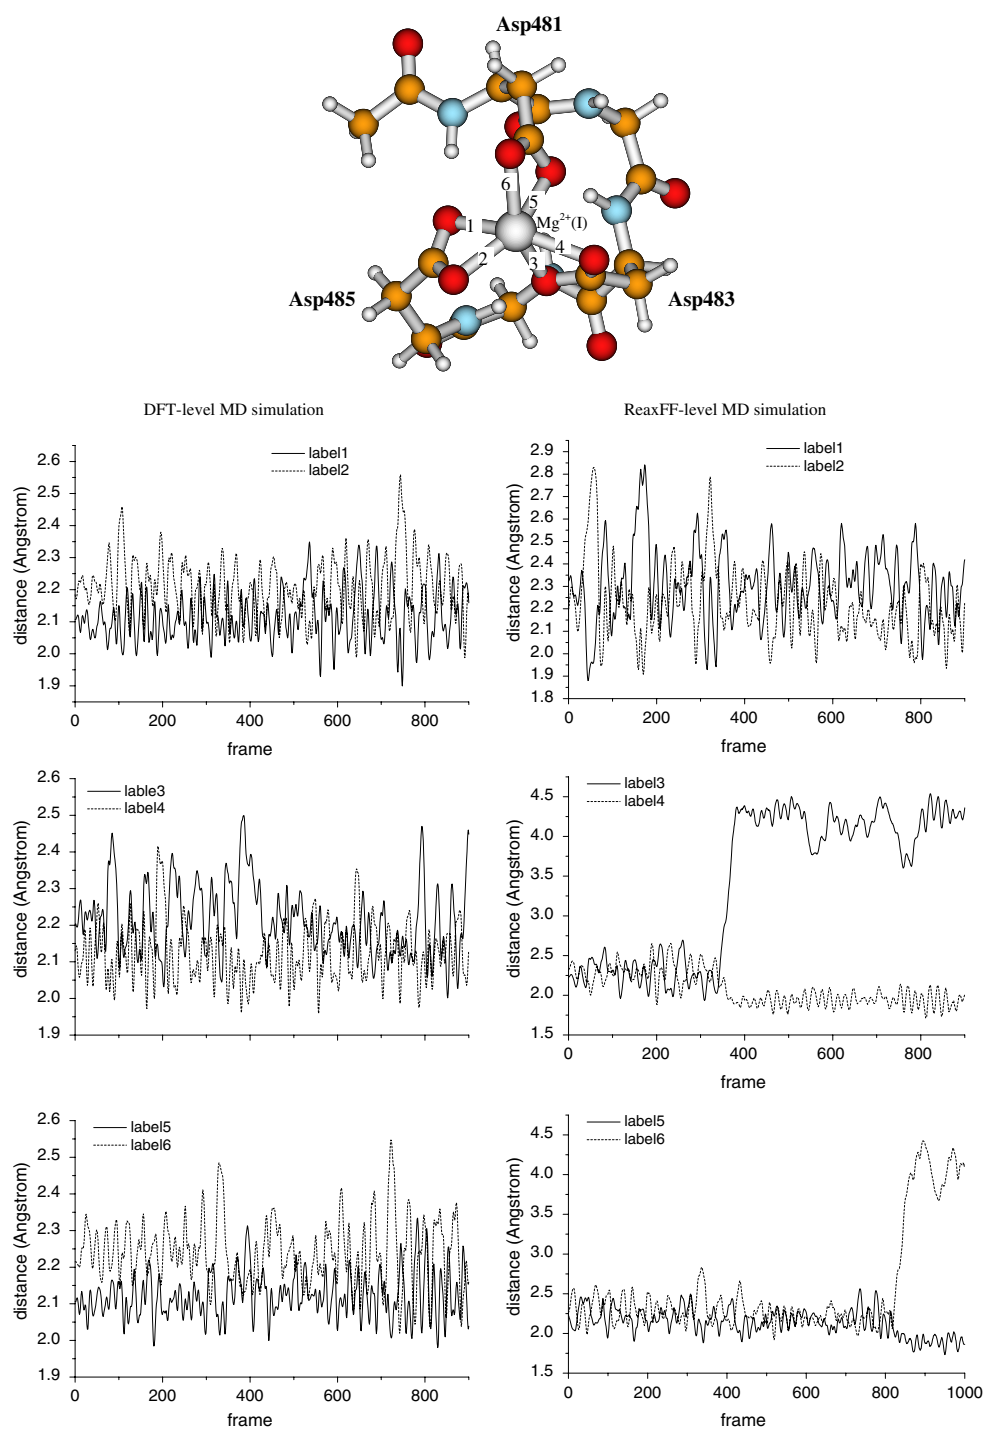 Asp481
6
5
1
Mg2+(I)
4
2
3
Asp485
Asp483
DFT-level MD simulation
ReaxFF-level MD simulation
label1
label2
distance (Angstrom)
2.6
2.5
2.4
2.3
2.2
2.1
2.0
1.9
0 200 400 600 800
frame
label1
label2
distance (Angstrom)
2.9
2.8
2.7
2.6
2.5
2.4
2.3
2.2
2.1
2.0
1.9
1.8
0 200 400 600 800
frame
lable3
label4
distance (Angstrom)
2.6
2.5
2.4
2.3
2.2
2.1
2.0
1.9
0 200 400 600 800
frame
label3
label4
distance (Angstrom)
4.5
4.0
3.5
3.0
2.5
2.0
1.5
0 200 400 600 800
frame
label5
label6
distance (Angstrom)
2.6
2.5
2.4
2.3
2.2
2.1
2.0
1.9
0 200 400 600 800
frame
label5
label6
distance (Angstrom)
4.5
4.0
3.5
3.0
2.5
2.0
1.5
0 200 400 600 800 1000
frame